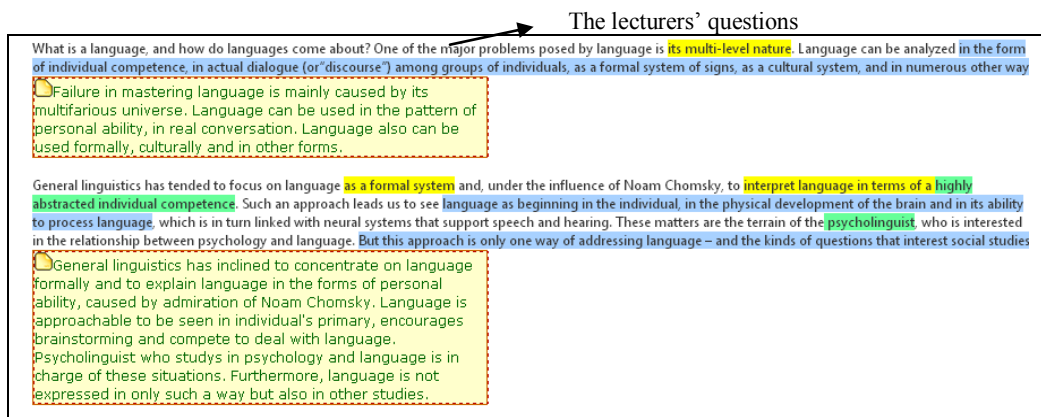 The lecturers' questions
What is a language, and how do languages come about? One of the major problems posed by language is its multi-level nature. Language can be analyzed in the form
of individual competence, in actual dialogue (or"discourse") among groups of individuals, as a formal system of signs, as a cultural system, and in numerous other way
Failure in mastering language is mainly caused by its
multifarious universe. Language can be used in the pattern of
personal ability, in real conversation. Language also can be
used formally, culturally and in other forms.
General linguistics has tended to focus on language as a formal system and, under the influence of Noam Chomsky, to interpret language in terms of a highly
abstracted individual competence. Such an approach leads us to see language as beginning in the individual, in the physical development of the brain and in its ability
to process language, which is in turn linked with neural systems that support speech and hearing. These matters are the terrain of the psycholinguist, who is interested
in the relationship between psychology and language. But this approach is only one way of addressing language – and the kinds of questions that interest social studies
General linguistics has inclined to concentrate on language
formally and to explain language in the forms of personal
ability, caused by admiration of Noam Chomsky. Language is
approachable to be seen in individual's primary, encourages
brainstorming and compete to deal with language.
Psycholinguist who studys in psychology and language is in
charge of these situations. Furthermore, language is not
expressed in only such a way but also in other studies.